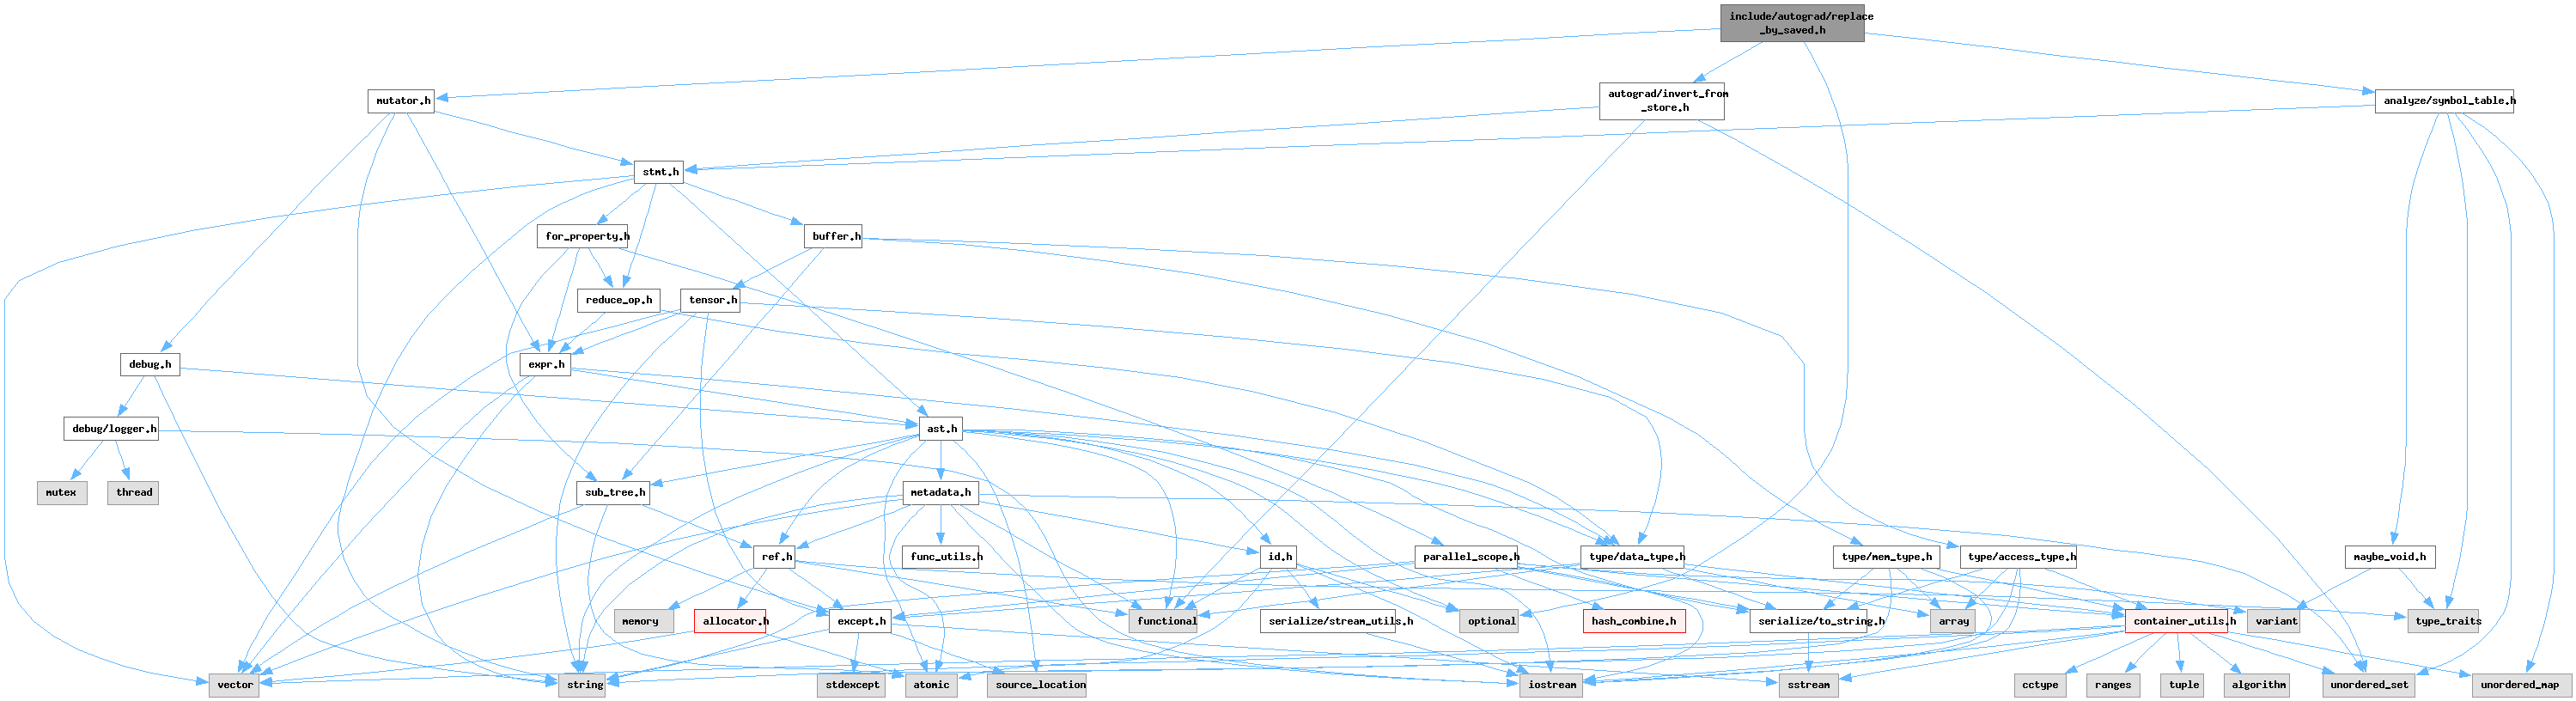 include/autograd/replace
_by_saved.h
mutator.h
autograd/invert_from
_store.h
analyze/symbol_table.h
stmt.h
for_property.h
buffer.h
reduce_op.h
tensor.h
debug.h
expr.h
debug/logger.h
ast.h
mutex
thread
sub_tree.h
metadata.h
ref.h
func_utils.h
id.h
parallel_scope.h
type/data_type.h
type/mem_type.h
type/access_type.h
maybe_void.h
memory
allocator.h
except.h
functional
serialize/stream_utils.h
optional
hash_combine.h
serialize/to_string.h
array
container_utils.h
variant
type_traits
vector
string
stdexcept
atomic
source_location
iostream
sstream
cctype
ranges
tuple
algorithm
unordered_set
unordered_map